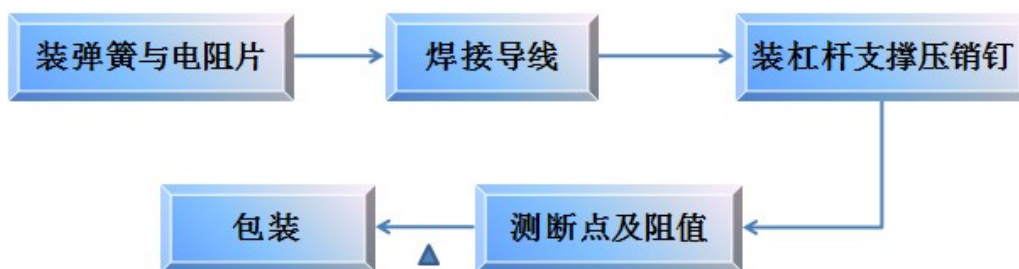 装弹簧与电阻片
焊接导线
装杠杆支撑压销钉
测断点及阻值
包装